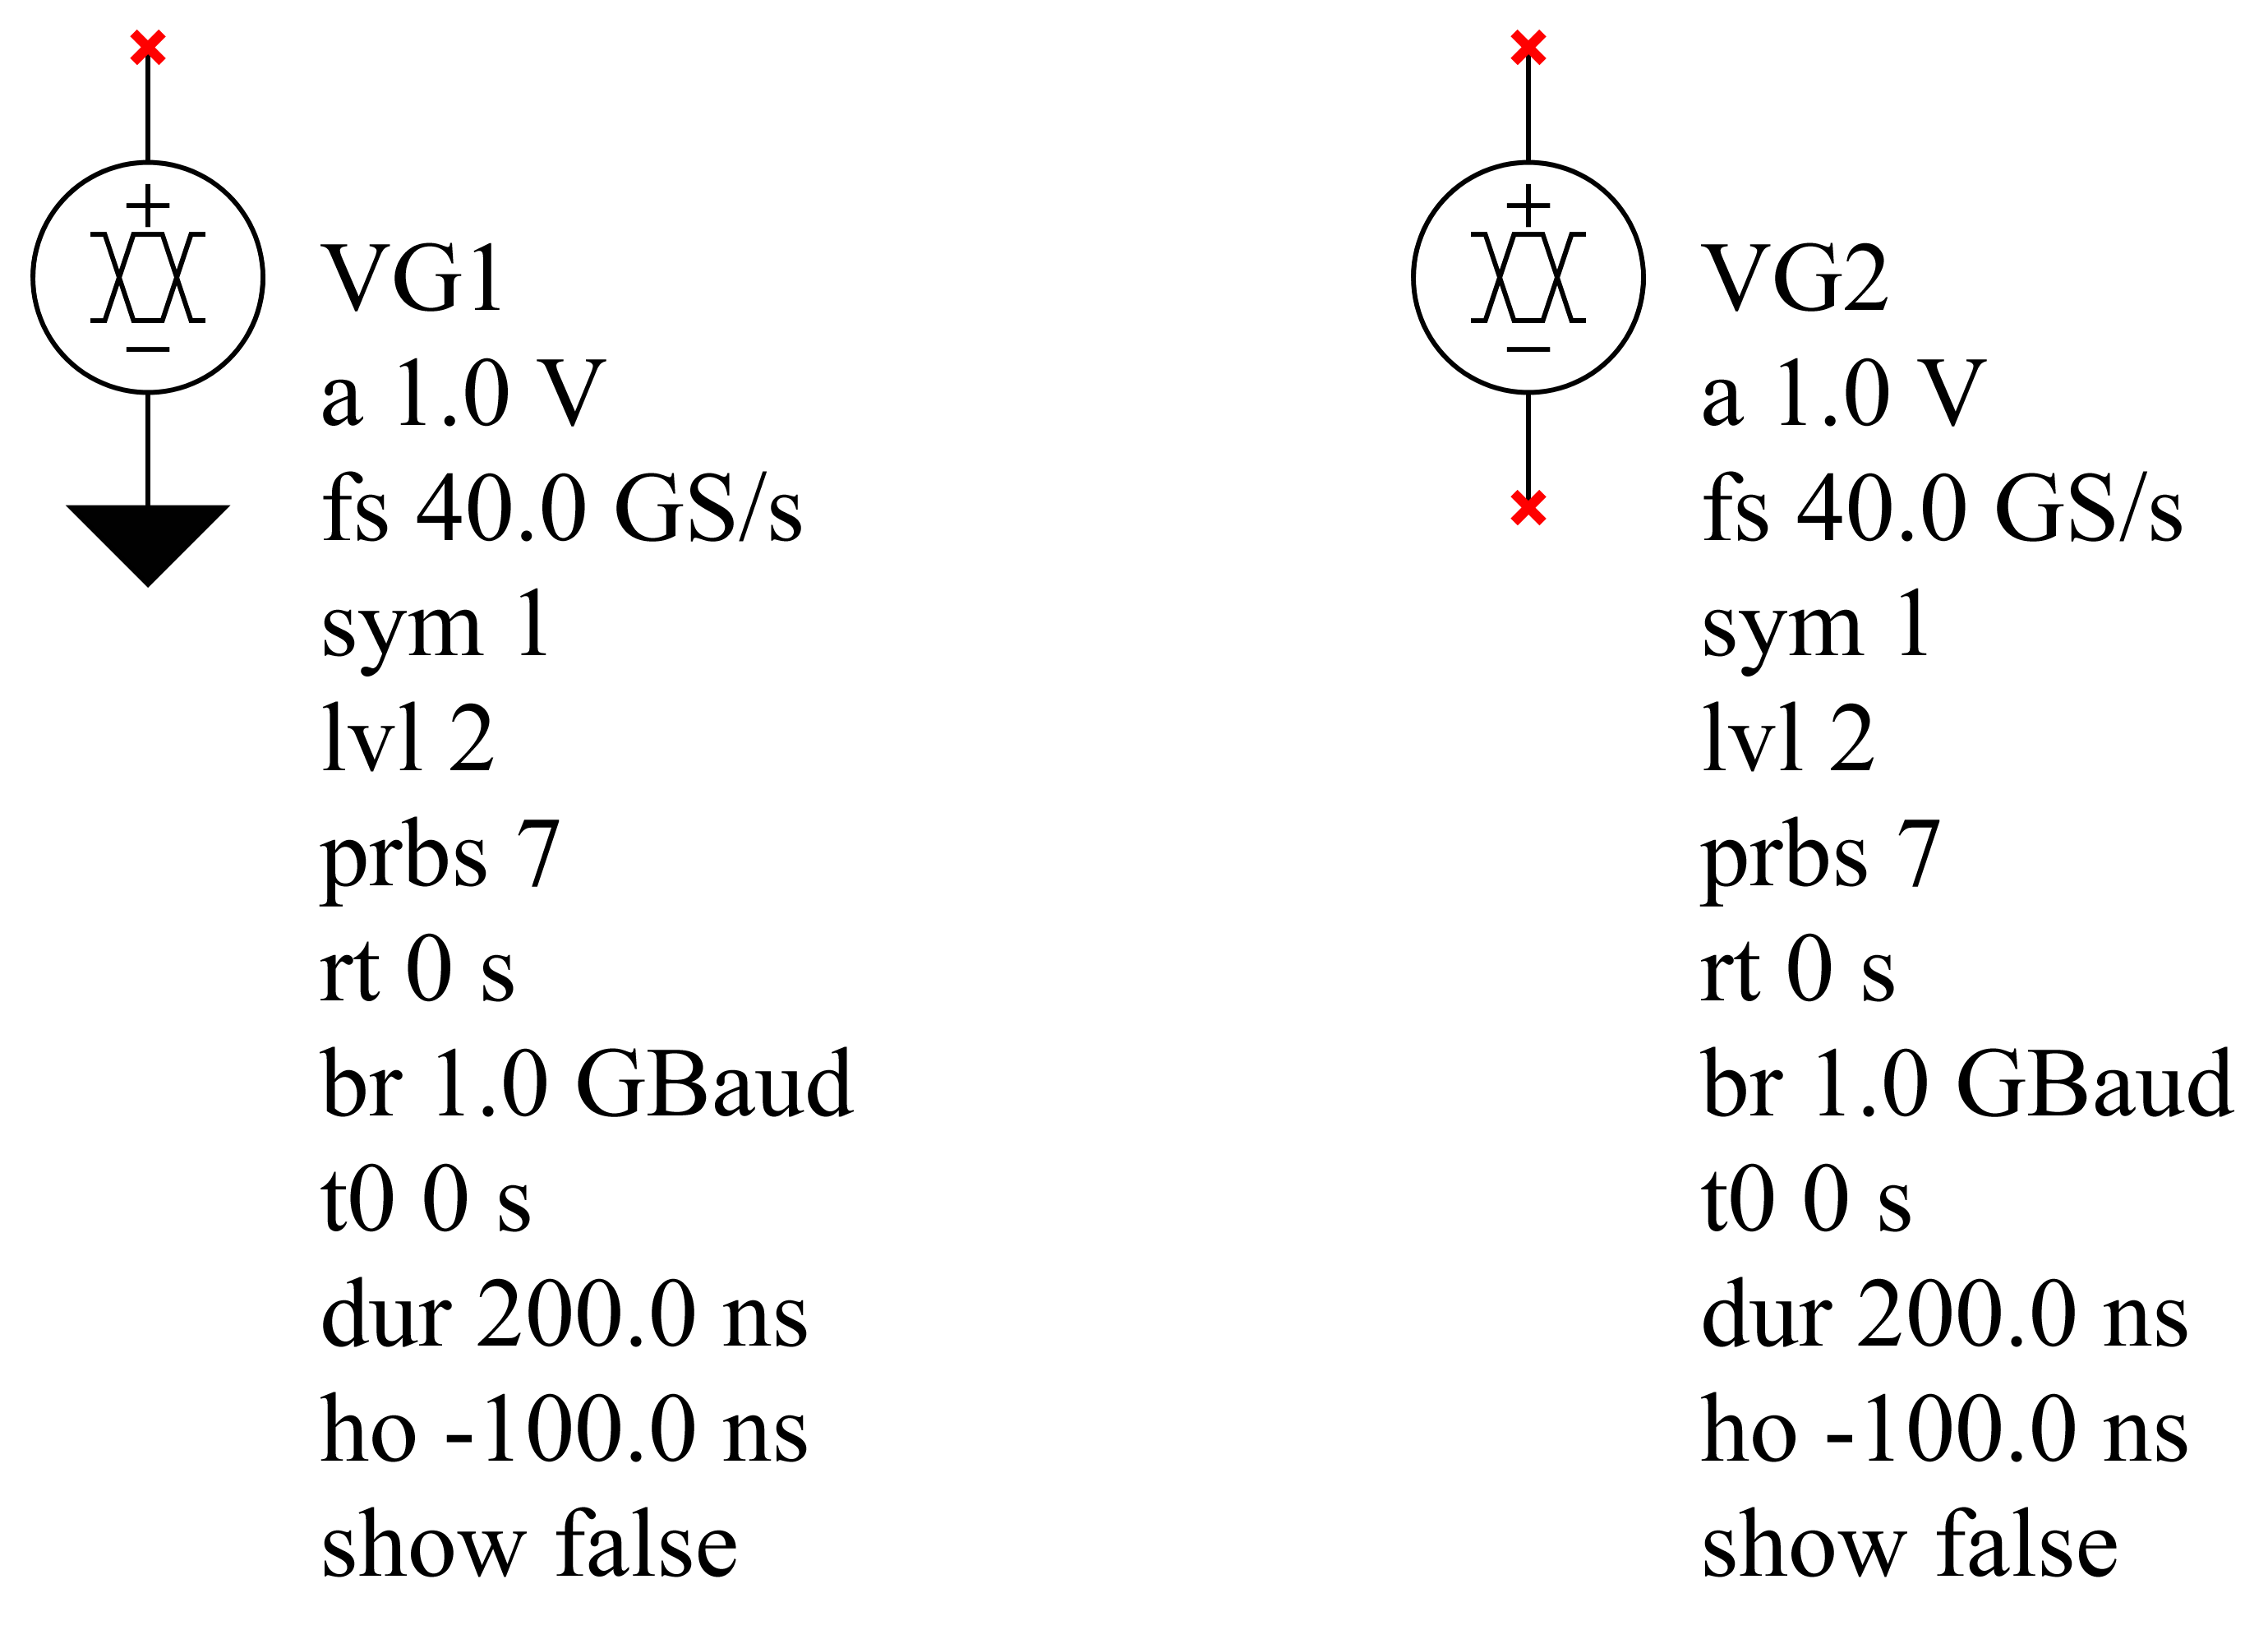 VG1
a 1.0 V
fs 40.0 GS/s
sym 1
lvl 2
prbs 7
rt 0 s
br 1.0 GBaud
t0 0 s
dur 200.0 ns
ho -100.0 ns
show false
VG2
a 1.0 V
fs 40.0 GS/s
sym 1
lvl 2
prbs 7
rt 0 s
br 1.0 GBaud
t0 0 s
dur 200.0 ns
ho -100.0 ns
show false